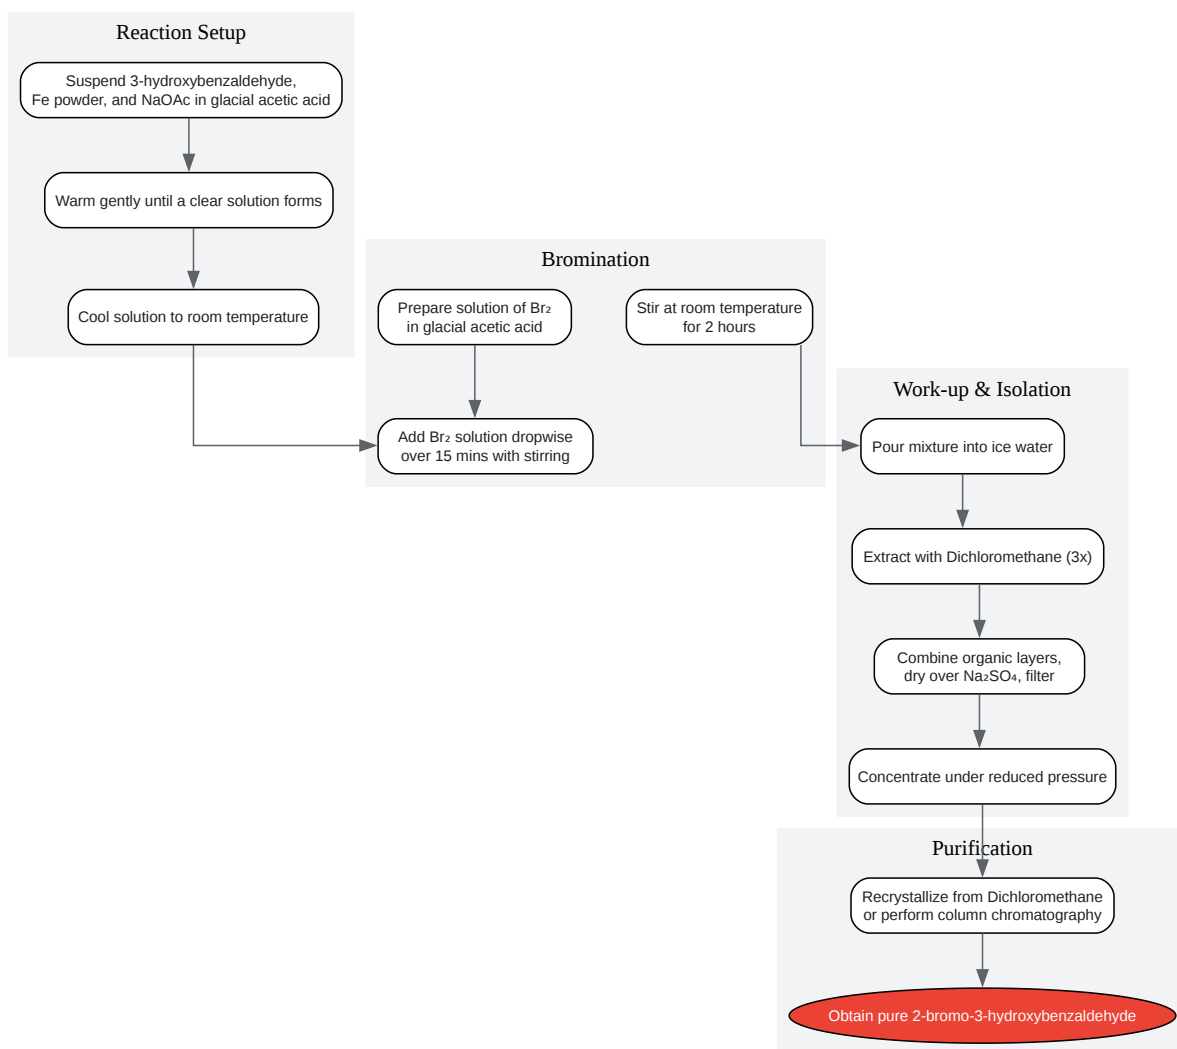 Reaction Setup
Suspend 3-hydroxybenzaldehyde,
Fe powder, and NaOAc in glacial acetic acid
Warm gently until a clear solution forms
Cool solution to room temperature
Bromination
Prepare solution of Br₂
in glacial acetic acid
Stir at room temperature
for 2 hours
Add Br₂ solution dropwise
over 15 mins with stirring
Work-up & Isolation
Pour mixture into ice water
Extract with Dichloromethane (3x)
Combine organic layers,
dry over Na₂SO₄, filter
Concentrate under reduced pressure
Purification
Recrystallize from Dichloromethane
or perform column chromatography
Obtain pure 2-bromo-3-hydroxybenzaldehyde